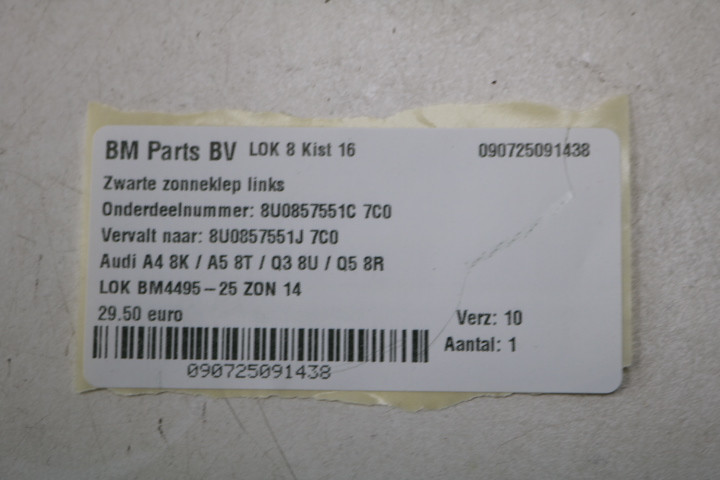 BM Parts BV LOK 8 Kist 16 090725091438
Zwarte zonneklep links
Onderdeelnummer: 8U0857551C 7C0
Vervalt naar: 8U0857551J 7C0
Audi A4 8K / A5 8T / Q3 8U / Q5 8R
LOK BM4495-25 ZON 14
29.50 euro Verz: 10
Aantal: 1
090725091438